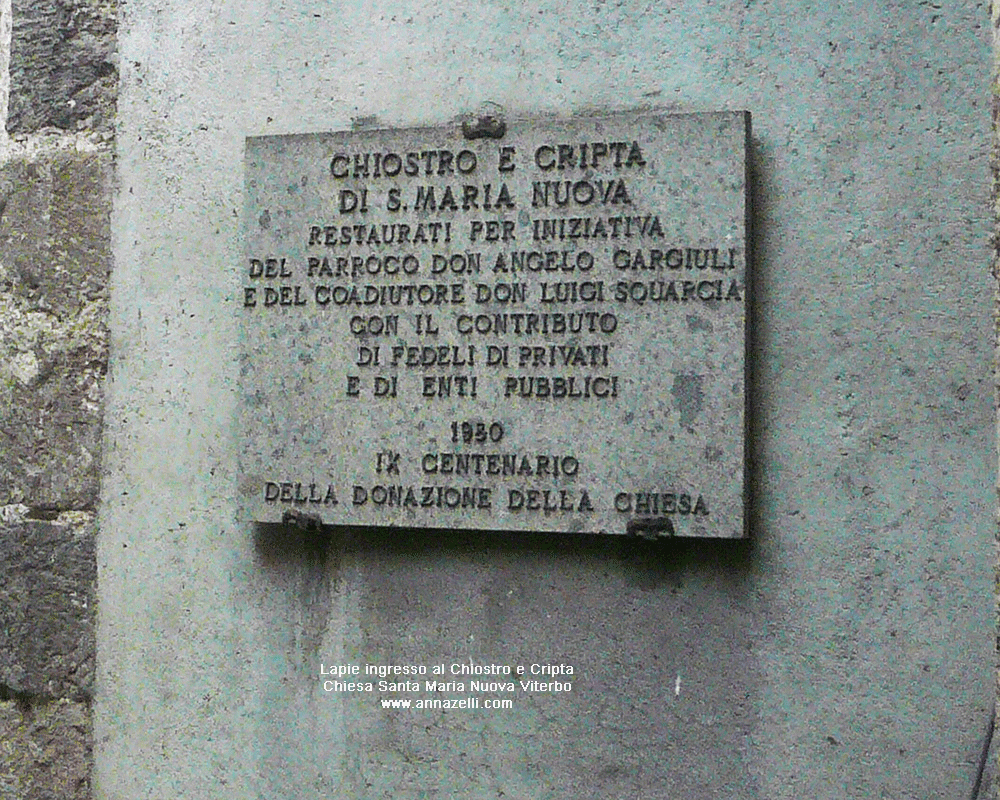 CHIOSTRO E CRIPTA
DI S. MARIA NUOVA
RESTAURATI PER INIZIATIVA
DEL PARROCO DON ANGELO GARGIULI
E DEL COADIUTORE DON LUIGI SQUARCIA
CON IL CONTRIBUTO
DI FEDELI DI PRIVATI
E DI ENTI PUBBLICI
1980
IX CENTENARIO
DELLA DONAZIONE DELLA CHIESA
Lapie ingresso al Chiostro e Cripta
Chiesa Santa Maria Nuova Viterbo
www.annazelli.com